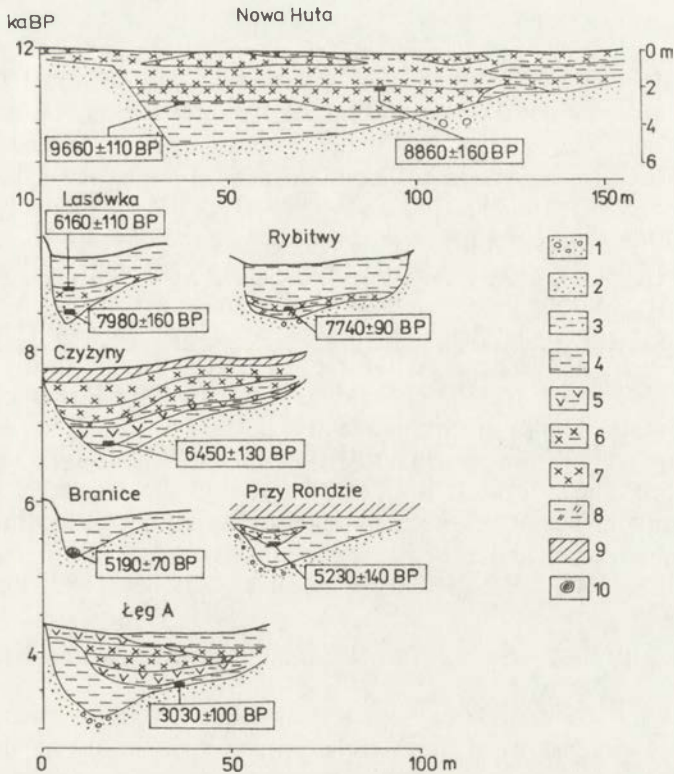 Nowa Huta
ka BP
12
0 m
2
4
6
9660±110 BP
8860±160 BP
10
50
100
150 m
Lasówka
6160±110 BP
7980±160 BP
Rybitwy
7740±90 BP
8
Czyżyny
6450±130 BP
6
Branice
5190±70 BP
Przy Rondzie
5230±140 BP
Łęg A
4
3030±100 BP
0
50
100 m
1
2
3
4
5
6
7
8
9
10